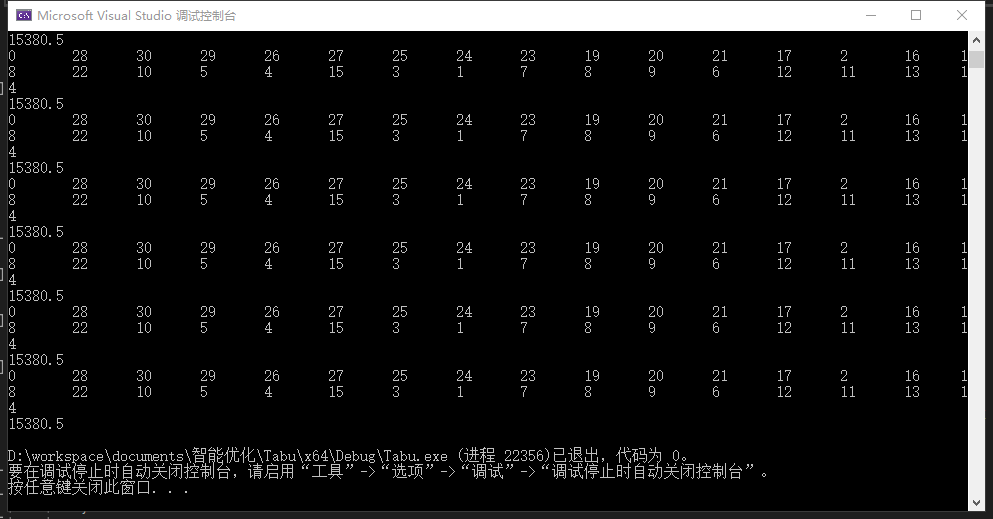 Microsoft Visual Studio 调试控制台
15380.5
0 28 30 29 26 27 25 24 23 19 20 21 17 2 16 1
8 22 10 5 4 15 3 1 7 8 9 6 12 11 13 1
4
15380.5
0 28 30 29 26 27 25 24 23 19 20 21 17 2 16 1
8 22 10 5 4 15 3 1 7 8 9 6 12 11 13 1
4
15380.5
0 28 30 29 26 27 25 24 23 19 20 21 17 2 16 1
8 22 10 5 4 15 3 1 7 8 9 6 12 11 13 1
4
15380.5
0 28 30 29 26 27 25 24 23 19 20 21 17 2 16 1
8 22 10 5 4 15 3 1 7 8 9 6 12 11 13 1
4
15380.5
0 28 30 29 26 27 25 24 23 19 20 21 17 2 16 1
8 22 10 5 4 15 3 1 7 8 9 6 12 11 13 1
4
15380.5
0 28 30 29 26 27 25 24 23 19 20 21 17 2 16 1
8 22 10 5 4 15 3 1 7 8 9 6 12 11 13 1
4
15380.5
D:\workspace\documents\智能优化\Tabu\x64\Debug\Tabu.exe (进程 22356)已退出，代码为 0。
要在调试停止时自动关闭控制台，请启用“工具”->“选项”->“调试”->“调试停止时自动关闭控制台”。
按任意键关闭此窗口. . .